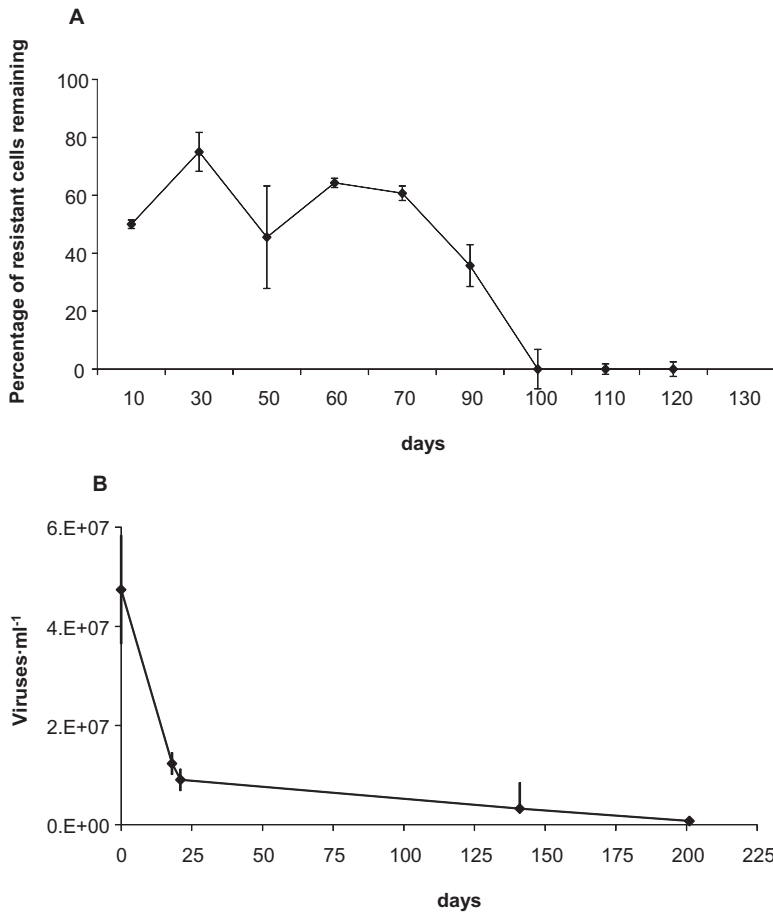 A
Percentage of resistant cells remaining
100
80
60
40
20
0
10 30 50 60 70 90 100 110 120 130
days
B
Viruses·ml-1
6.E+07
4.E+07
2.E+07
0.E+00
0 25 50 75 100 125 150 175 200 225
days